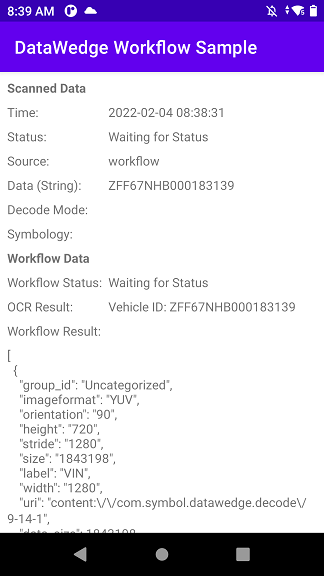 8:39 AM
DataWedge Workflow Sample
Scanned Data
Time: 2022-02-04 08:38:31
Status: Waiting for Status
Source: workflow
Data (String): ZFF67NHB000183139
Decode Mode:
Symbology:
Workflow Data
Workflow Status: Waiting for Status
OCR Result: Vehicle ID: ZFF67NHB000183139
Workflow Result:
[
{
"group_id": "Uncategorized",
"imageformat": "YUV",
"orientation": "90",
"height": "720",
"stride": "1280",
"size": "1843198",
"label": "VIN",
"width": "1280",
"uri": "content:\/\/com.symbol.datawedge.decode\/
9-14-1",
"data_size": 1843198